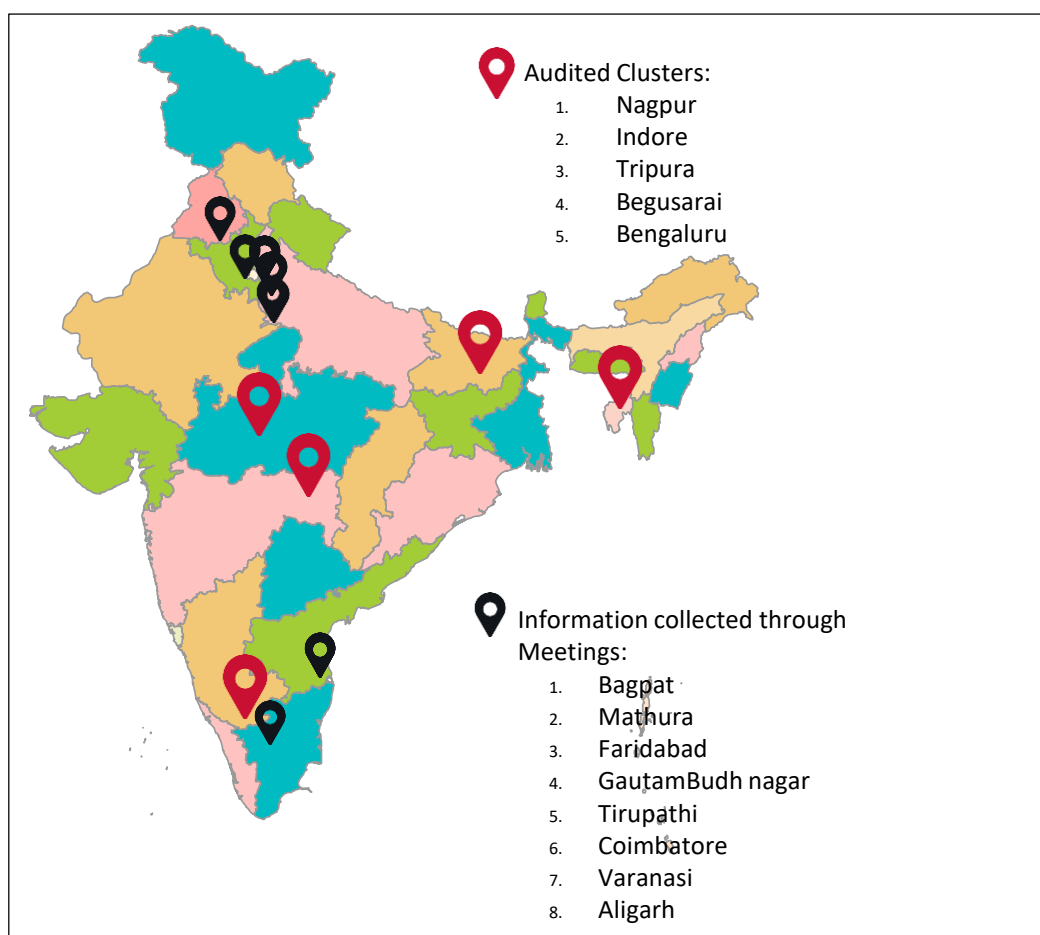 Audited Clusters:
1. Nagpur
2. Indore
3. Tripura
4. Begusarai
5. Bengaluru
Information collected through
Meetings:
1. Bagpat
2. Mathura
3. Faridabad
4. GautamBudh nagar
5. Tirupathi
6. Coimbatore
7. Varanasi
8. Aligarh